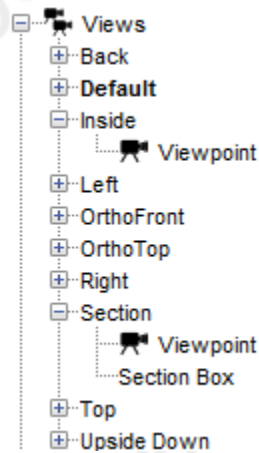 Views
Back
Default
Inside
Viewpoint
Left
OrthoFront
OrthoTop
Right
Section
Viewpoint
Section Box
Top
Upside Down